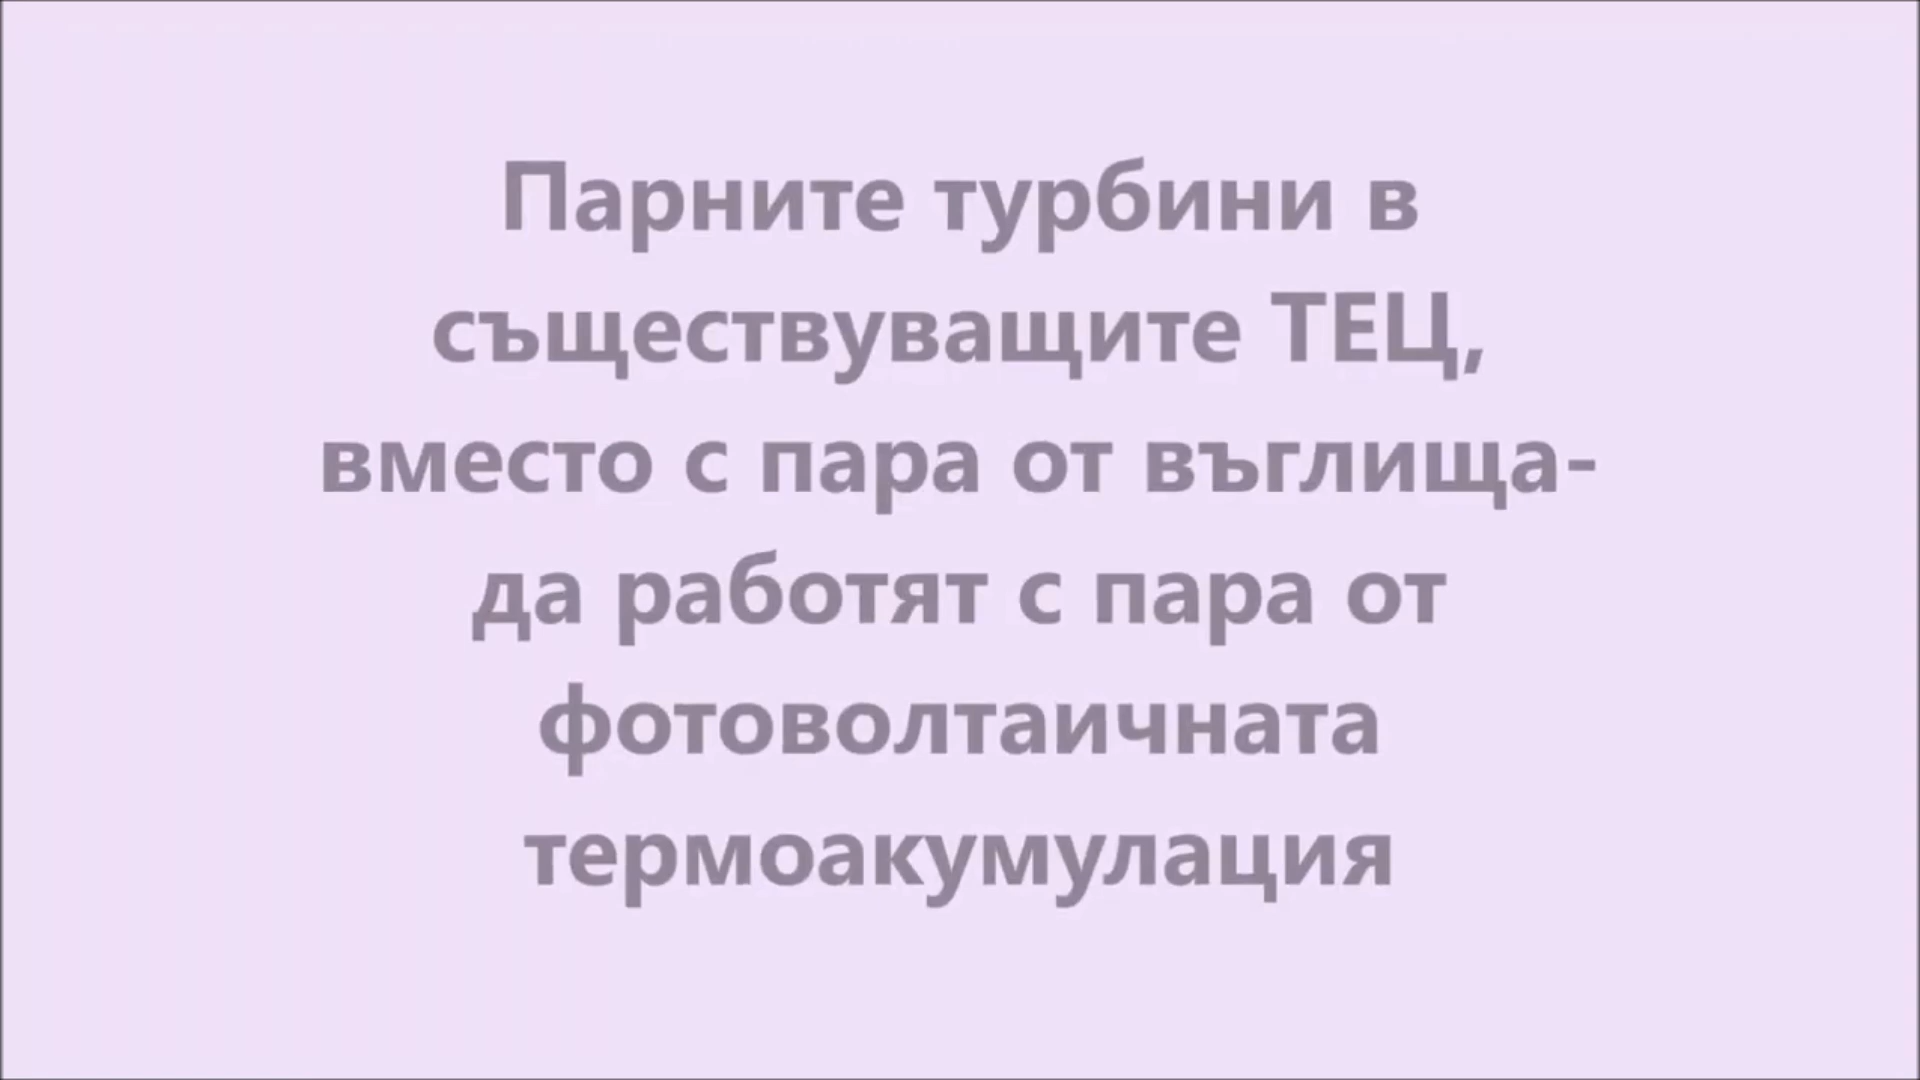 Парните турбини в
съществуващите ТЕЦ,
вместо с пара от въглища-
да работят с пара от
фотоволтаичната
термоакумулация